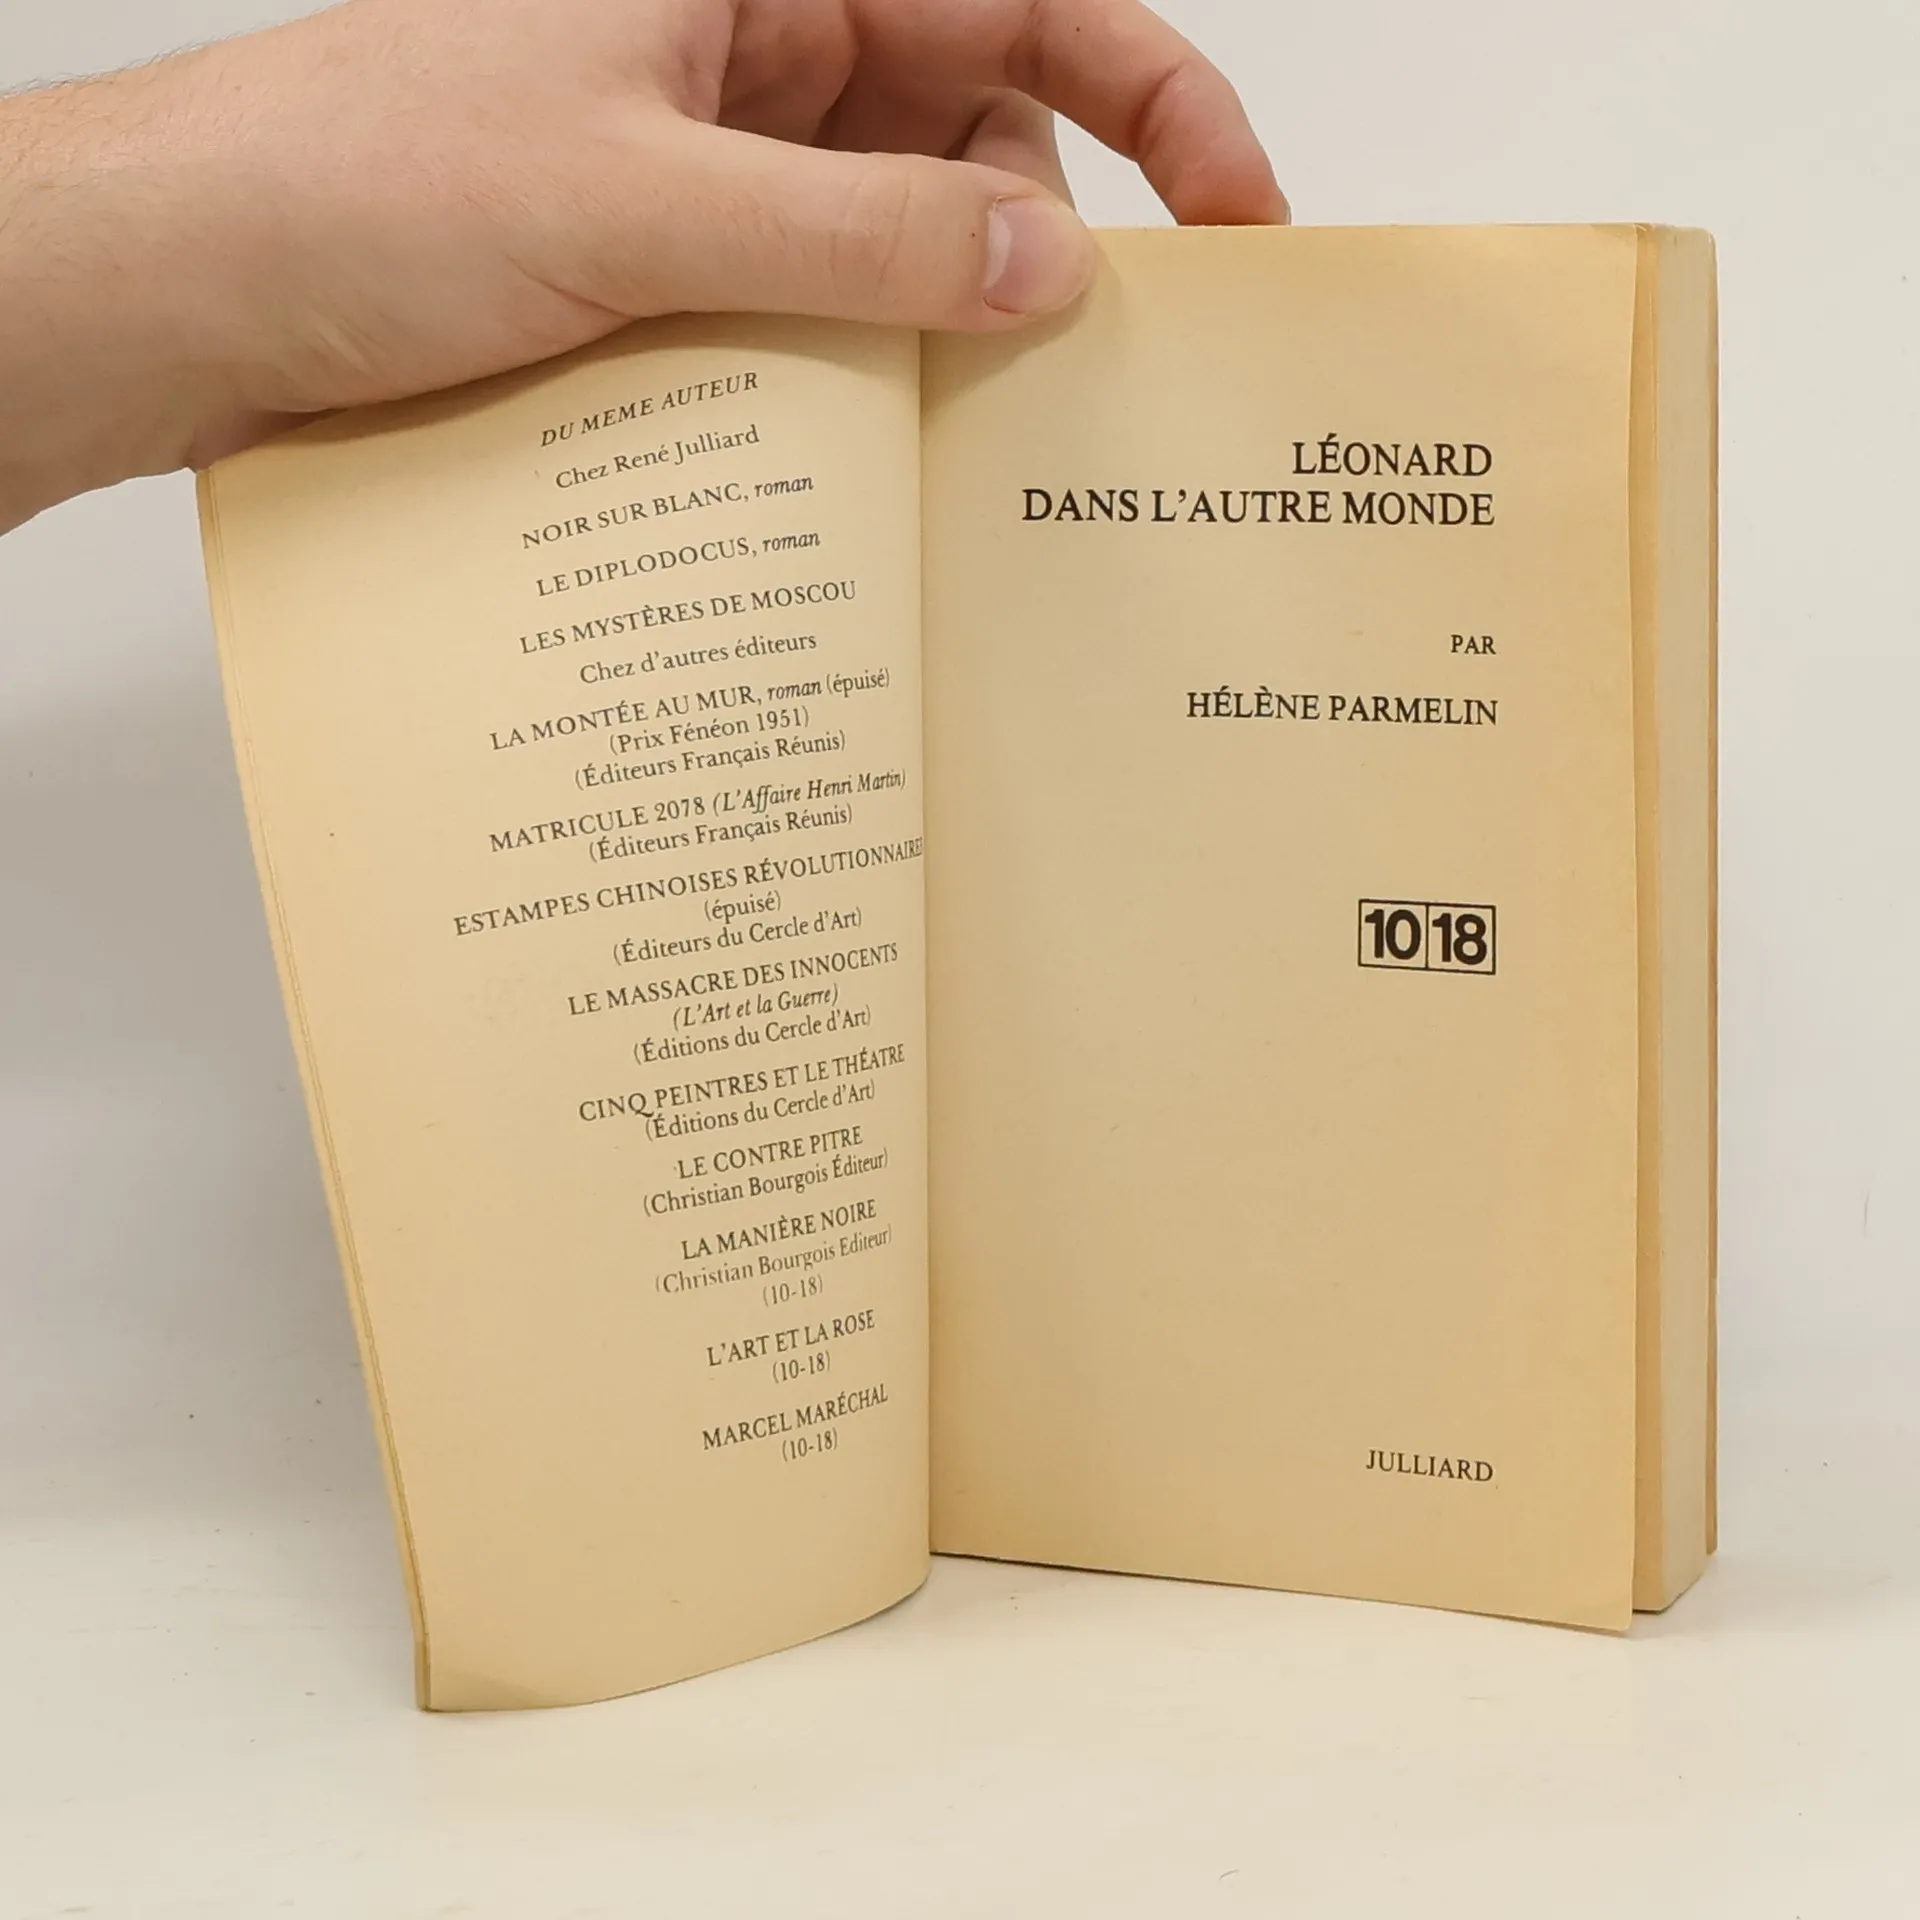 DU MEME AUTEUR
Chez René Julliard
NOIR SUR BLANC, roman
LE DIPLODOCUS, roman
LES MYSTÈRES DE MOSCOU
Chez d'autres éditeurs
LA MONTÉE AU MUR, roman (épuisé)
(Prix Fénéon 1951)
(Éditeurs Français Réunis)
MATRICULE 2078 (L'Affaire Henri Martin)
(Éditeurs Français Réunis)
ESTAMPES CHINOISES RÉVOLUTIONNAIRES
(épuisé)
(Éditeurs du Cercle d'Art)
LE MASSACRE DES INNOCENTS
(L'Art et la Guerre)
(Éditions du Cercle d'Art)
CINQ PEINTRES ET LE THÉATRE
(Éditions du Cercle d'Art)
LE CONTRE PITRE
(Christian Bourgois Éditeur)
LA MANIÈRE NOIRE
(Christian Bourgois Editeur)
(10-18)
L'ART ET LA ROSE
(10-18)
MARCEL MARÉCHAL
(10-18)
LÉONARD
DANS L'AUTRE MONDE
PAR
HÉLÈNE PARMELIN
10 18
JULLIARD